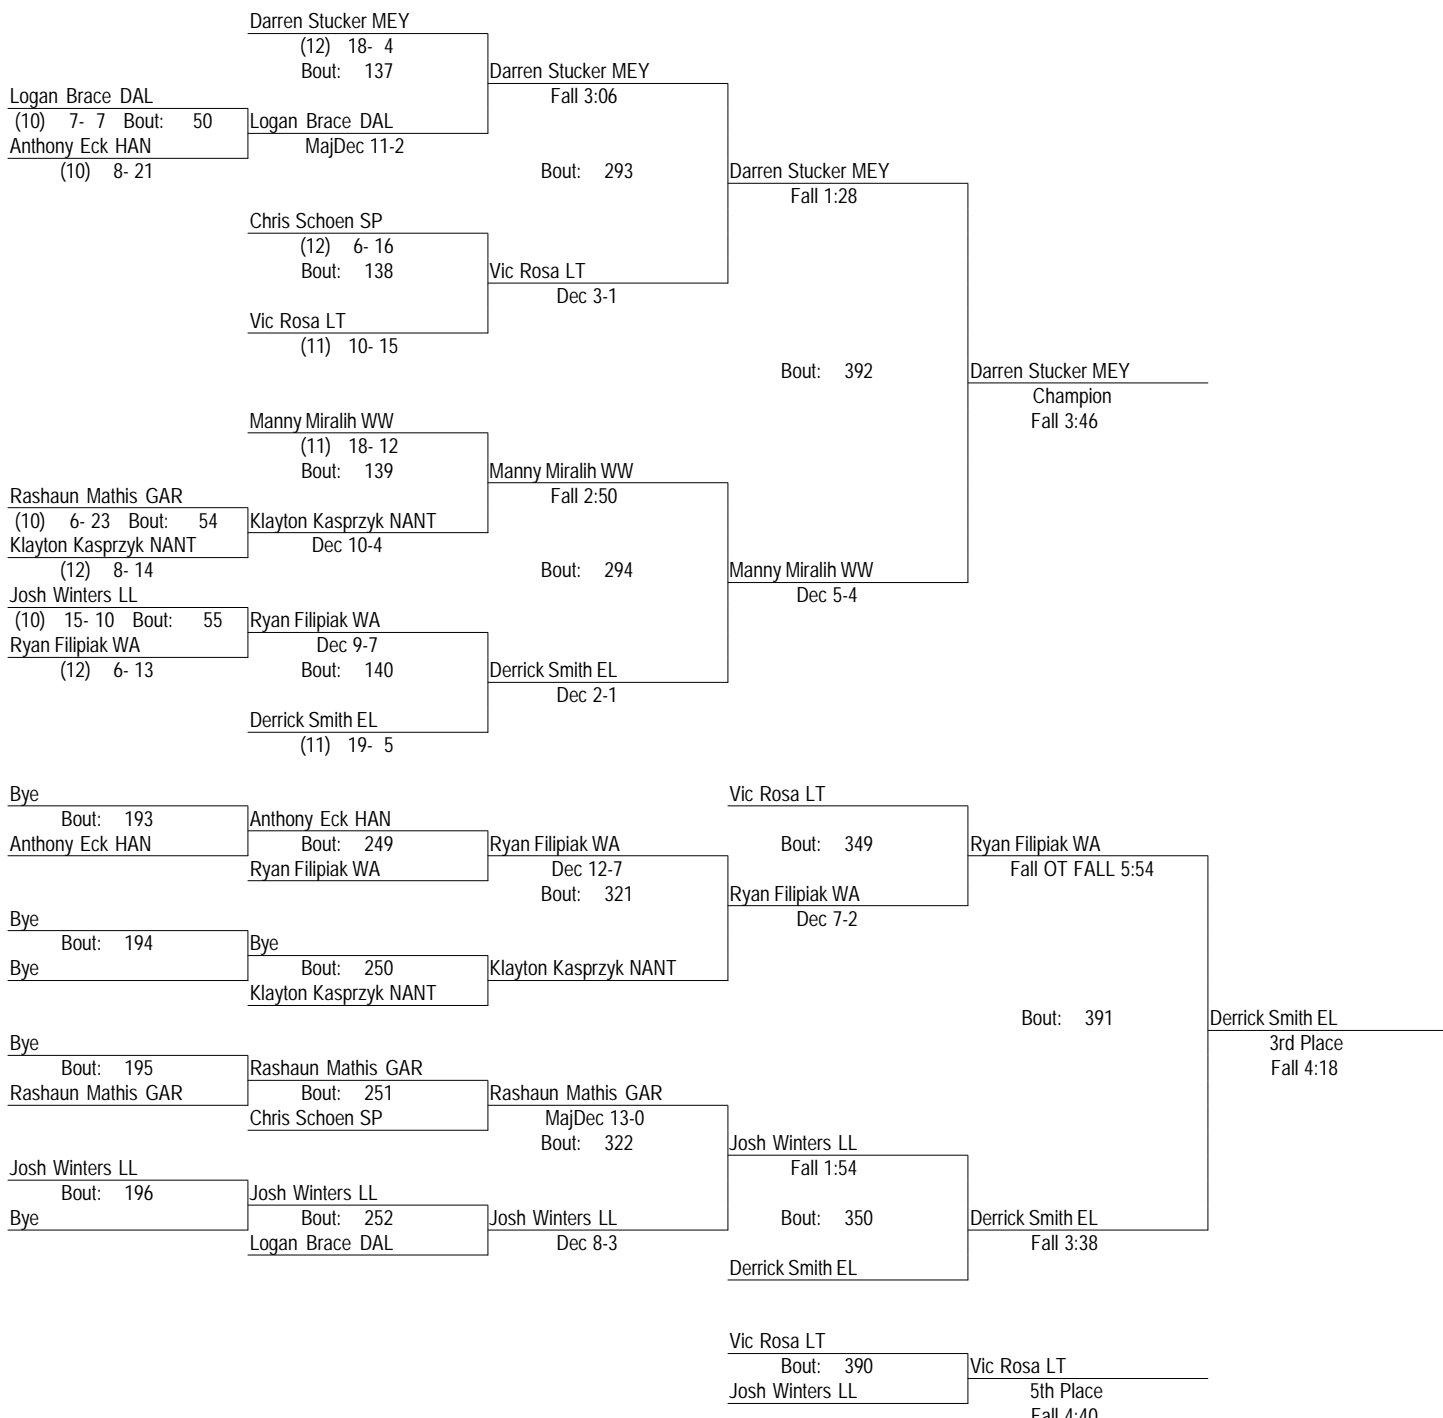 Darren Stucker MEY
(12) 18- 4
Bout: 137
Darren Stucker MEY
Fall 3:06
Logan Brace DAL
(10) 7- 7 Bout: 50
Logan Brace DAL
Anthony Eck HAN
MajDec 11-2
(10) 8- 21
Bout: 293
Darren Stucker MEY
Fall 1:28
Chris Schoen SP
(12) 6- 16
Bout: 138
Vic Rosa LT
Dec 3-1
Vic Rosa LT
(11) 10- 15
Bout: 392
Darren Stucker MEY
Champion
Fall 3:46
Manny Miralih WW
(11) 18- 12
Bout: 139
Manny Miralih WW
Fall 2:50
Rashaun Mathis GAR
(10) 6- 23 Bout: 54
Klayton Kasprzyk NANT
Klayton Kasprzyk NANT
Dec 10-4
(12) 8- 14
Bout: 294
Manny Miralih WW
Dec 5-4
Josh Winters LL
(10) 15- 10 Bout: 55
Ryan Filipiak WA
Ryan Filipiak WA
Dec 9-7
(12) 6- 13
Bout: 140
Derrick Smith EL
Dec 2-1
Derrick Smith EL
(11) 19- 5
Bye
Bout: 193
Anthony Eck HAN
Anthony Eck HAN
Bout: 249
Ryan Filipiak WA
Ryan Filipiak WA
Dec 12-7
Bout: 321
Vic Rosa LT
Bout: 349
Ryan Filipiak WA
Dec 7-2
Ryan Filipiak WA
Fall OT FALL 5:54
Bye
Bout: 194
Bye
Bye
Bout: 250
Klayton Kasprzyk NANT
Klayton Kasprzyk NANT
Bout: 391
Derrick Smith EL
3rd Place
Fall 4:18
Bye
Bout: 195
Rashaun Mathis GAR
Rashaun Mathis GAR
Bout: 251
Chris Schoen SP
Rashaun Mathis GAR
MajDec 13-0
Bout: 322
Josh Winters LL
Fall 1:54
Josh Winters LL
Bout: 196
Bye
Josh Winters LL
Bout: 252
Logan Brace DAL
Josh Winters LL
Dec 8-3
Bout: 350
Derrick Smith EL
Derrick Smith EL
Fall 3:38
Vic Rosa LT
Bout: 390
Josh Winters LL
Vic Rosa LT
5th Place
Fall 4:40